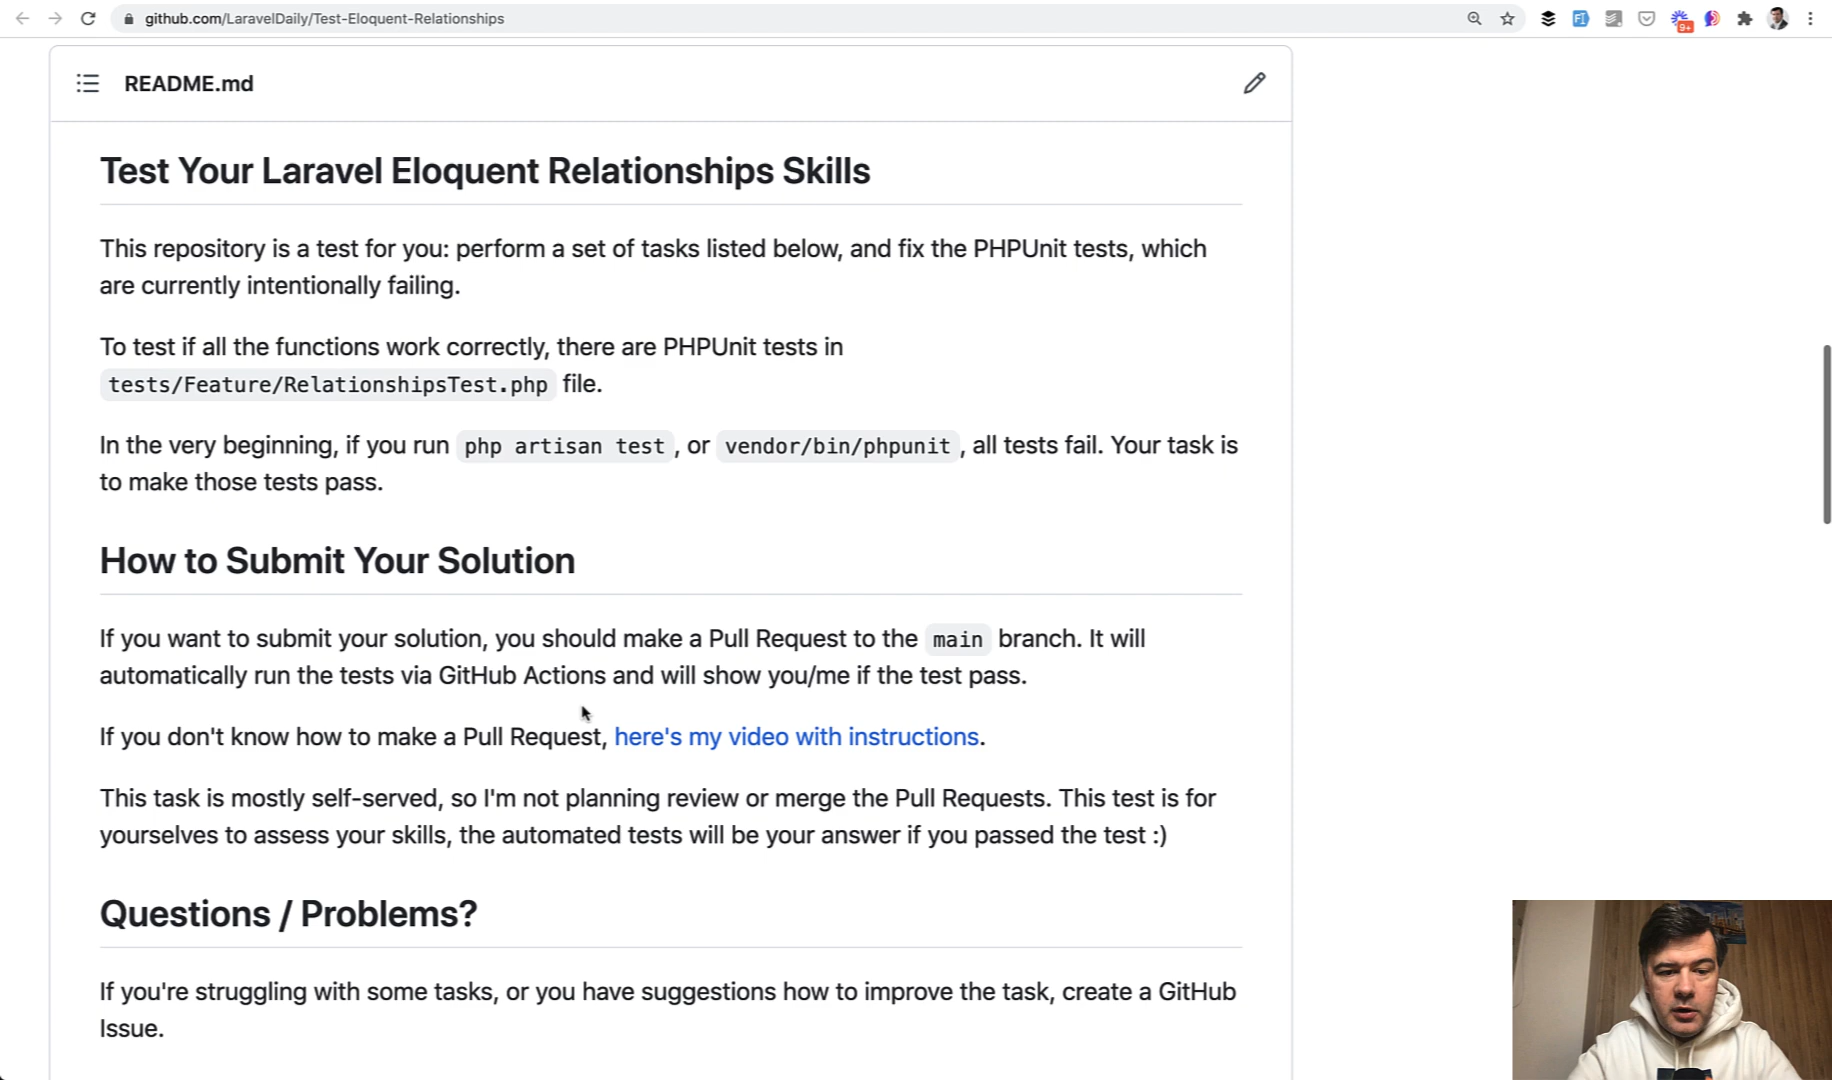 github.com/LaravelDaily/Test-Eloquent-Relationships
9+
README.md
Test Your Laravel Eloquent Relationships Skills
This repository is a test for you: perform a set of tasks listed below, and fix the PHPUnit tests, which
are currently intentionally failing.
To test if all the functions work correctly, there are PHPUnit tests in
tests/Feature/RelationshipsTest.php file.
In the very beginning, if you run php artisan test , or vendor/bin/phpunit , all tests fail. Your task is
to make those tests pass.
How to Submit Your Solution
If you want to submit your solution, you should make a Pull Request to the main branch. It will
automatically run the tests via GitHub Actions and will show you/me if the test pass.
If you don't know how to make a Pull Request, here's my video with instructions.
This task is mostly self-served, so I'm not planning review or merge the Pull Requests. This test is for
yourselves to assess your skills, the automated tests will be your answer if you passed the test :)
Questions / Problems?
If you're struggling with some tasks, or you have suggestions how to improve the task, create a GitHub
Issue.